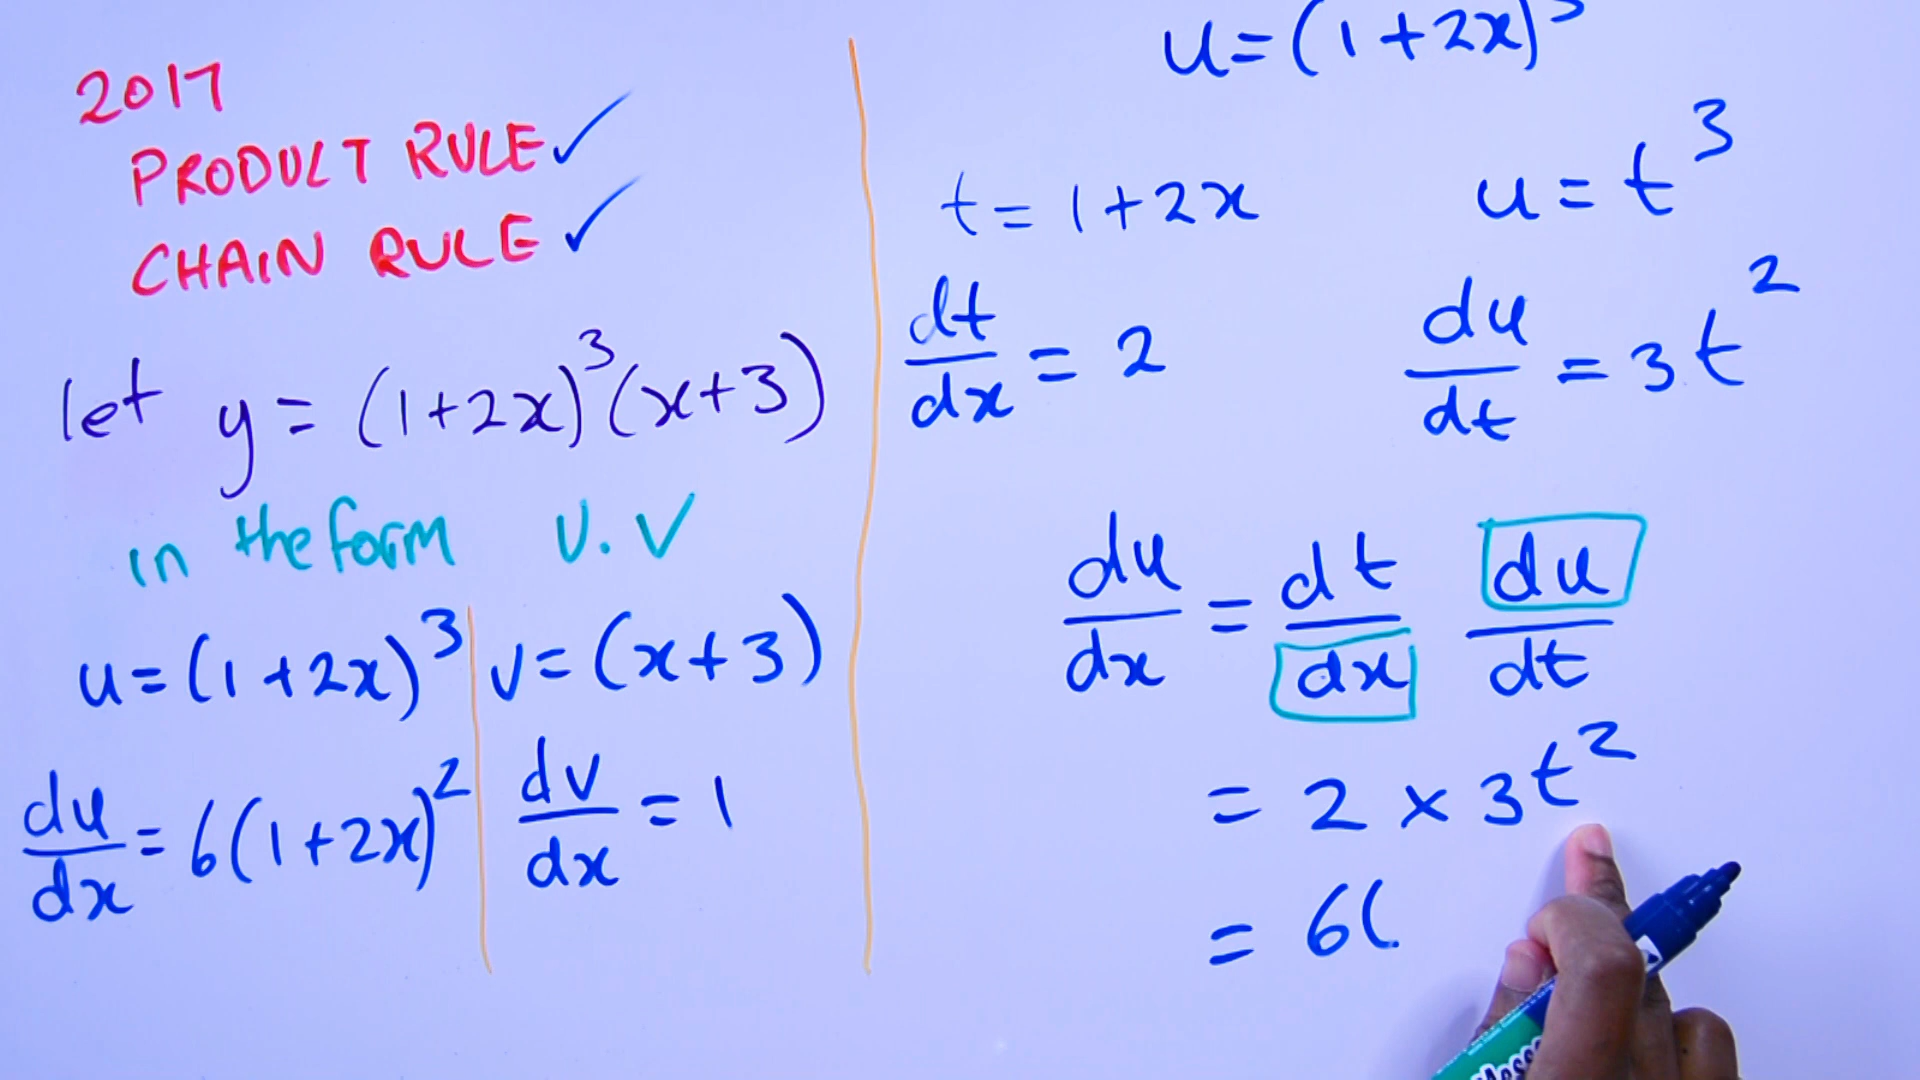 2017
PRODUCT RULE ✓
CHAIN RULE ✓
let y = (1+2x)³(x+3)
in the form U.V
u=(1+2x)³ v=(x+3)
du/dx = 6(1+2x)² dv/dx = 1
u=(1+2x)³
t=1+2x u=t³
dt/dx = 2 du/dt = 3t²
du/dx = dt/dx du/dt
= 2 × 3t²
= 6(